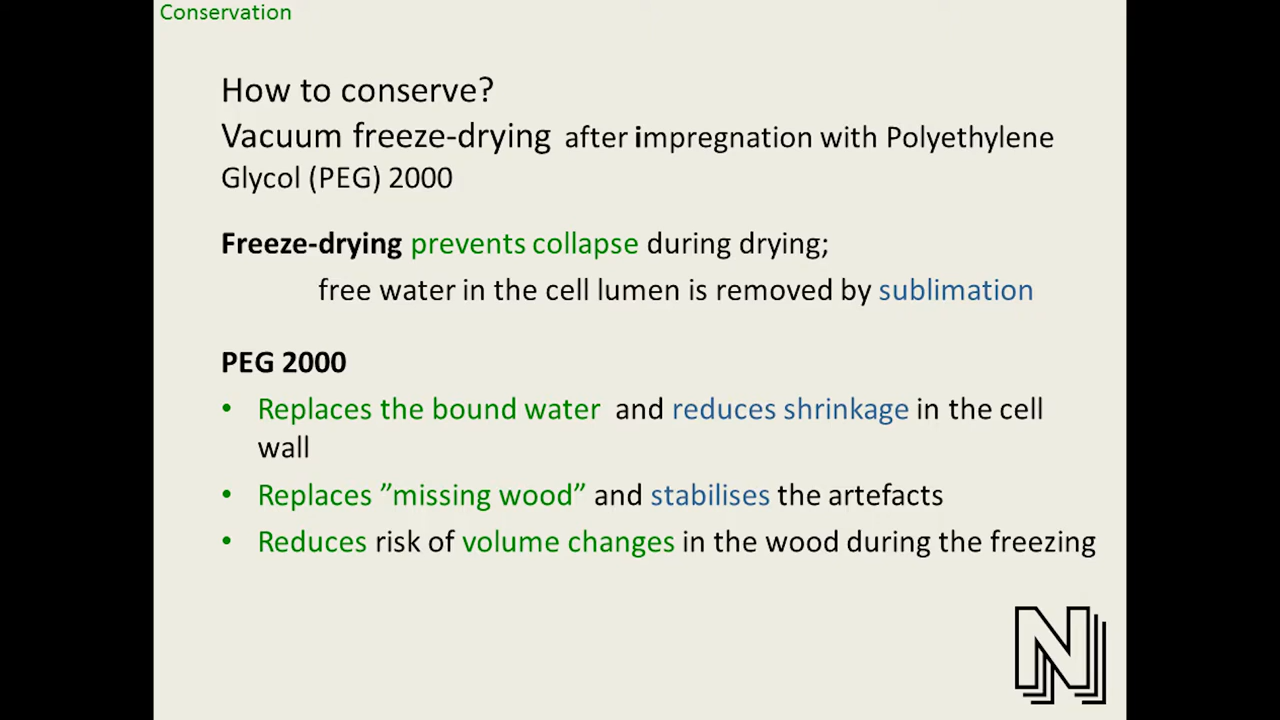 Conservation
How to conserve?
Vacuum freeze-drying after impregnation with Polyethylene
Glycol (PEG) 2000
Freeze-drying prevents collapse during drying;
free water in the cell lumen is removed by sublimation
PEG 2000
• Replaces the bound water and reduces shrinkage in the cell
wall
• Replaces ”missing wood” and stabilises the artefacts
• Reduces risk of volume changes in the wood during the freezing
N